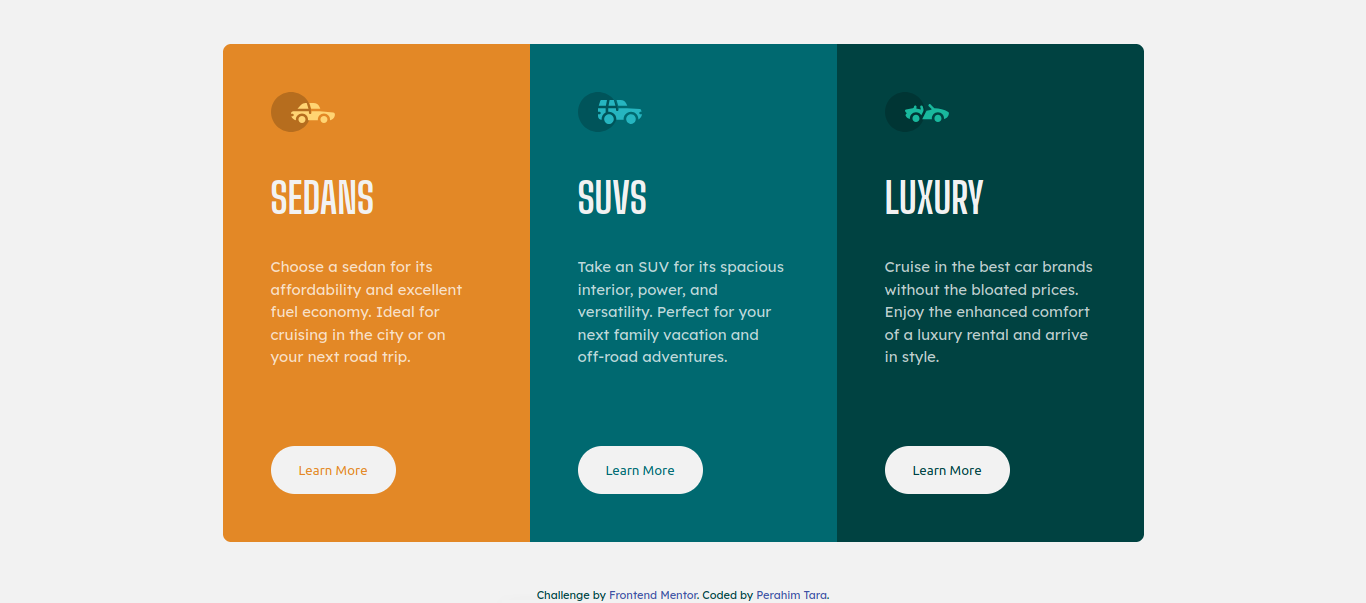 SEDANS
Choose a sedan for its
affordability and excellent
fuel economy. Ideal for
cruising in the city or on
your next road trip.
Learn More
SUVS
Take an SUV for its spacious
interior, power, and
versatility. Perfect for your
next family vacation and
off-road adventures.
Learn More
LUXURY
Cruise in the best car brands
without the bloated prices.
Enjoy the enhanced comfort
of a luxury rental and arrive
in style.
Learn More
Challenge by Frontend Mentor. Coded by Perahim Tara.